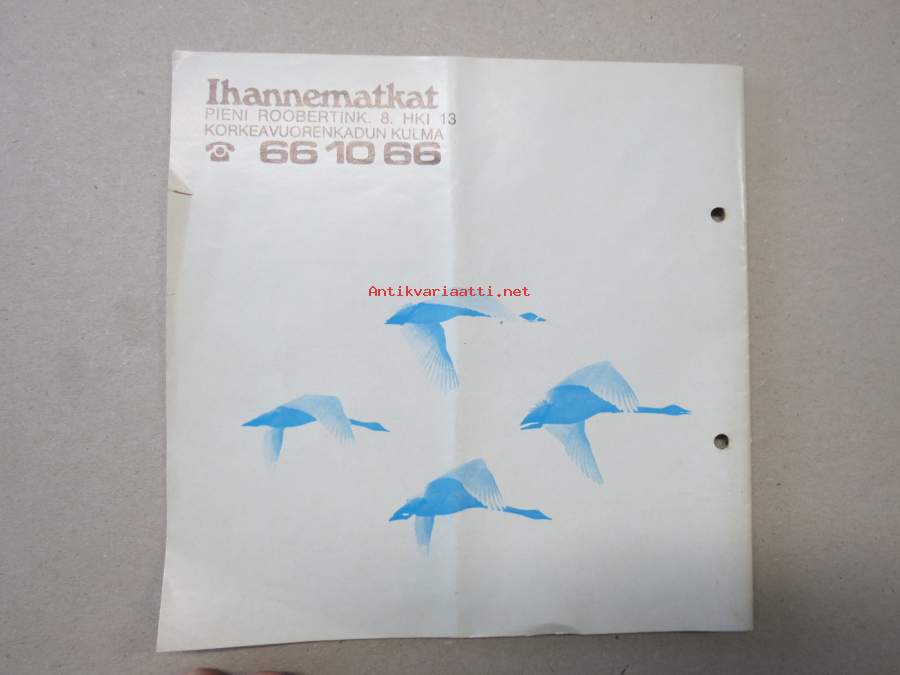 Ihannematkat
PIENI ROOBERTINK. 8. HKI 13
KORKEAVUORENKADUN KULMA
☎ 66 10 66
Antikvariaatti.net